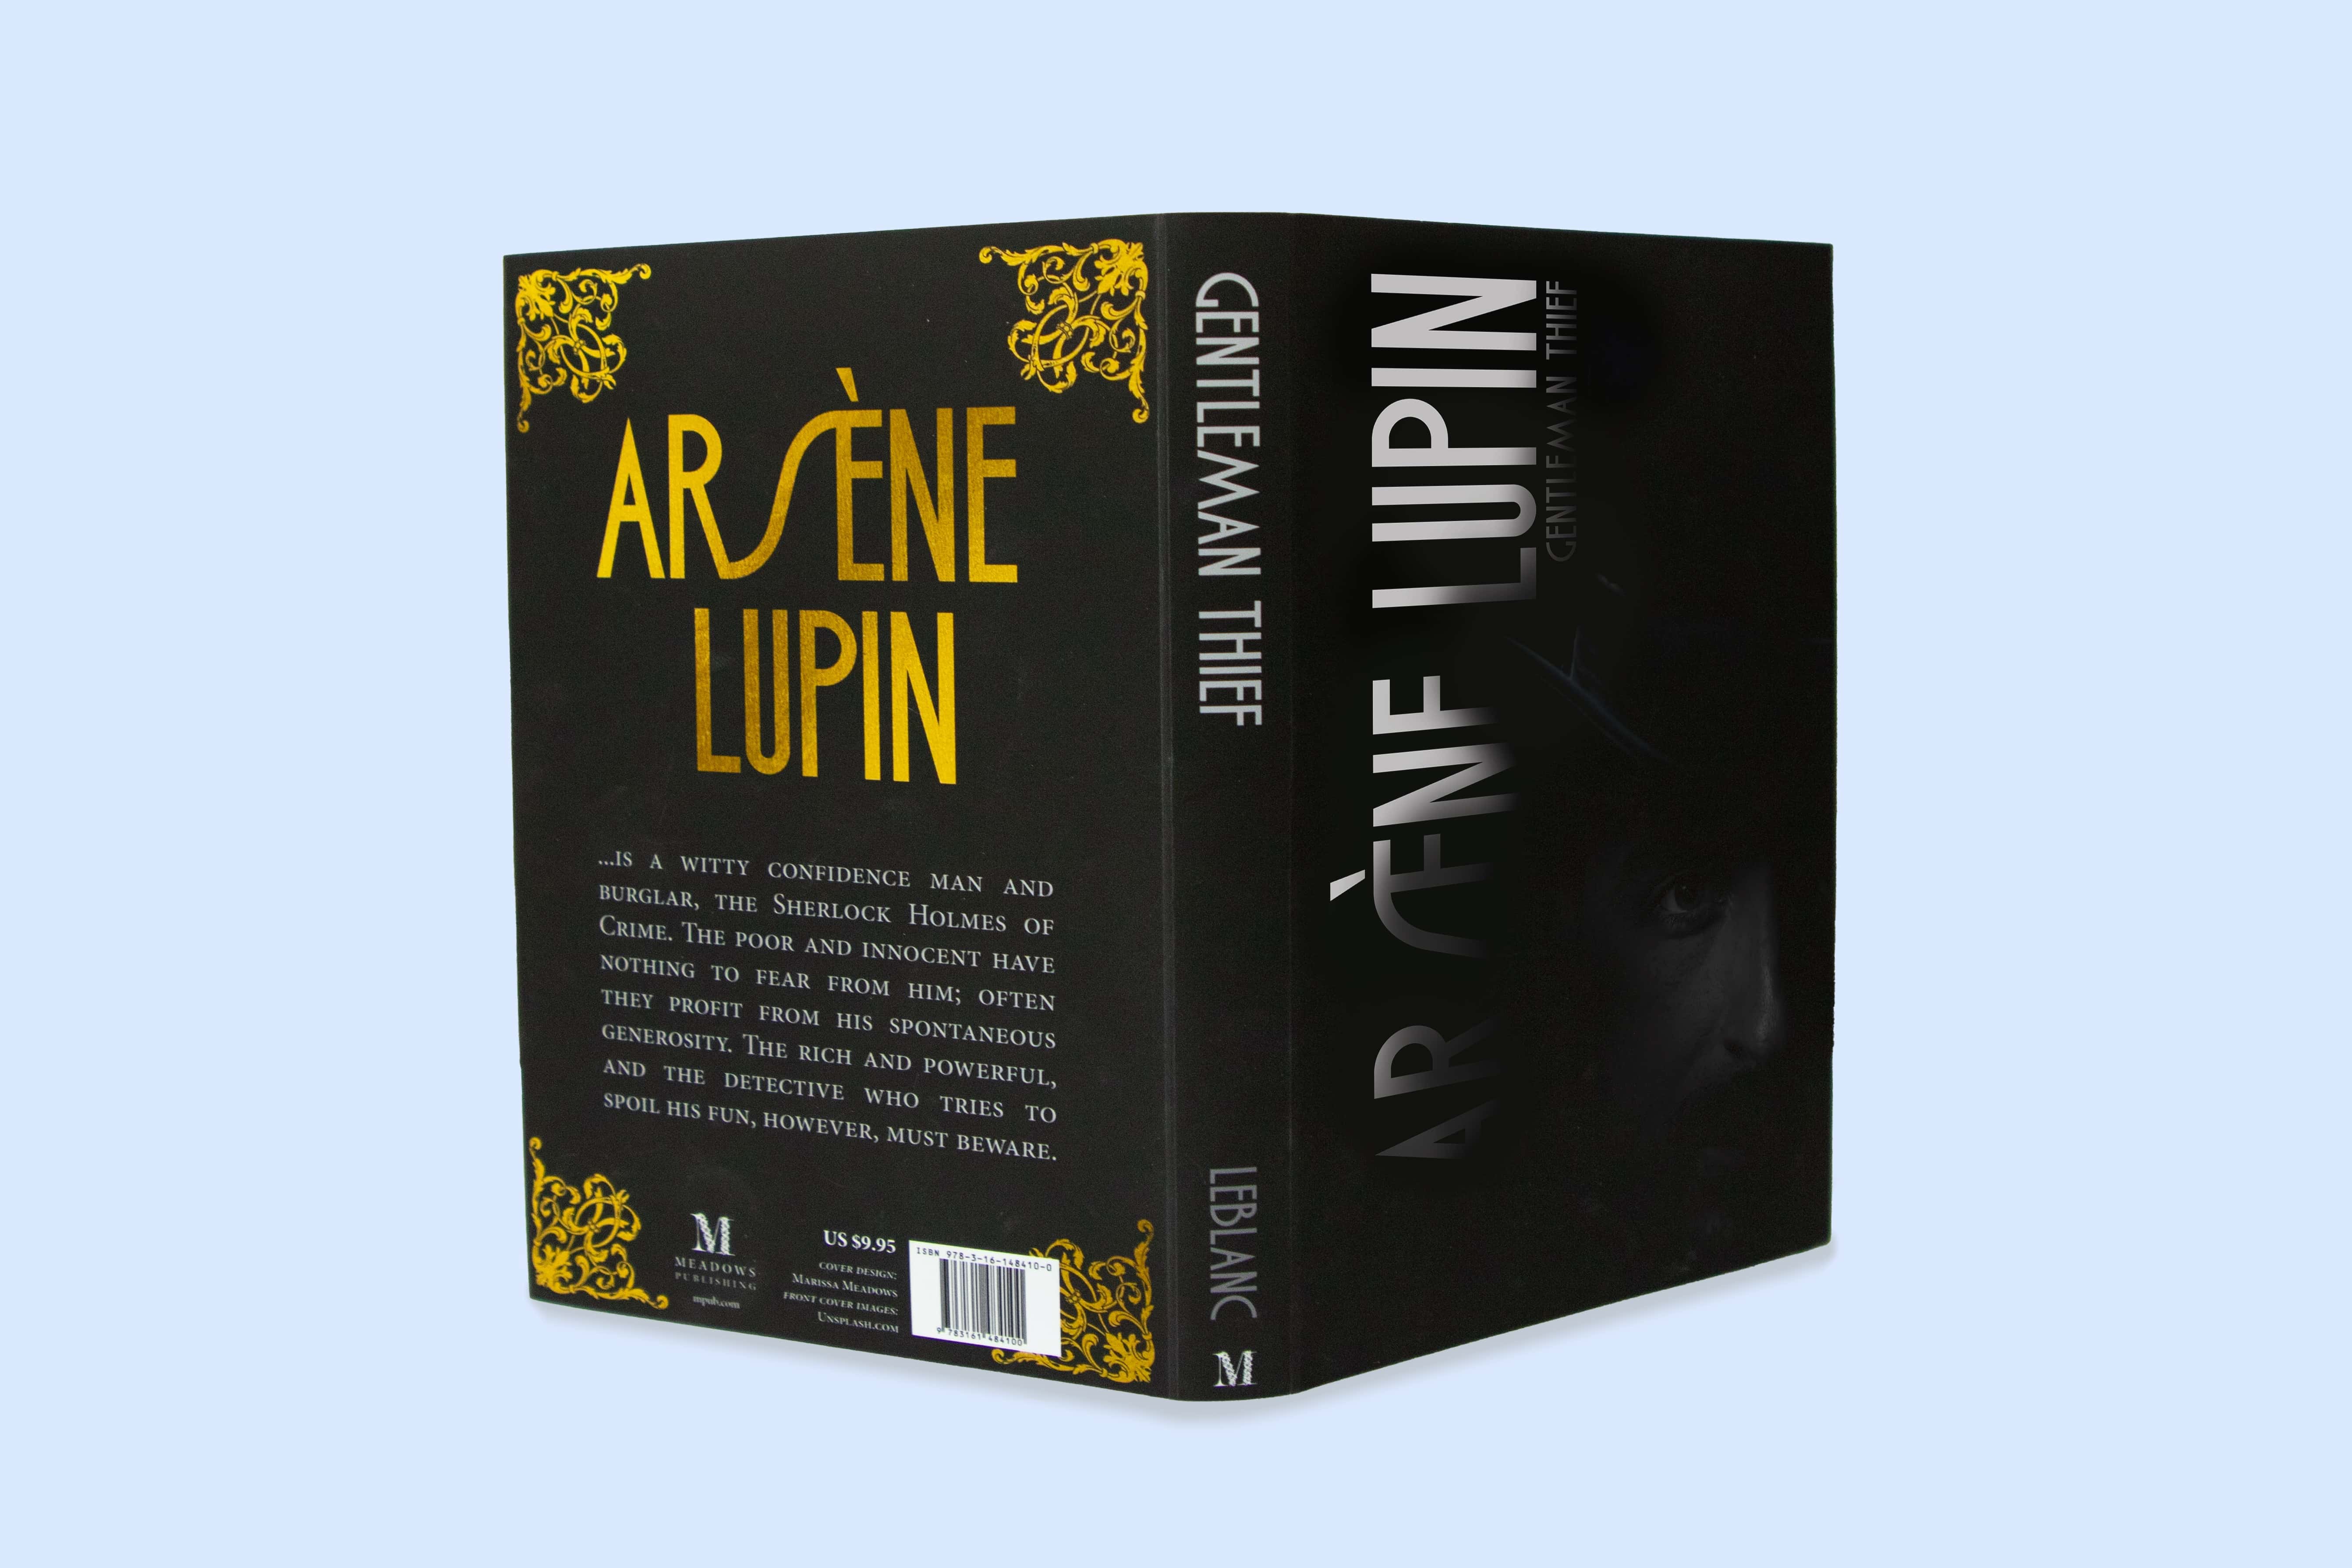 ARSÈNE
LUPIN
...IS A WITTY CONFIDENCE MAN AND
BURGLAR, THE SHERLOCK HOLMES OF
CRIME. THE POOR AND INNOCENT HAVE
NOTHING TO FEAR FROM HIM; OFTEN
THEY PROFIT FROM HIS SPONTANEOUS
GENEROSITY. THE RICH AND POWERFUL,
AND THE DETECTIVE WHO TRIES TO
SPOIL HIS FUN, HOWEVER, MUST BEWARE.
M
MEADOWS
PUBLISHING
mpub.com
US $9.95
COVER DESIGN:
MARISSA MEADOWS
FRONT COVER IMAGES:
UNSPLASH.COM
ISBN 978-3-16-148410-0
9 783161 484100
GENTLEMAN THIEF
LEBLANC
M
ARSÈNE LUPIN
GENTLEMAN THIEF